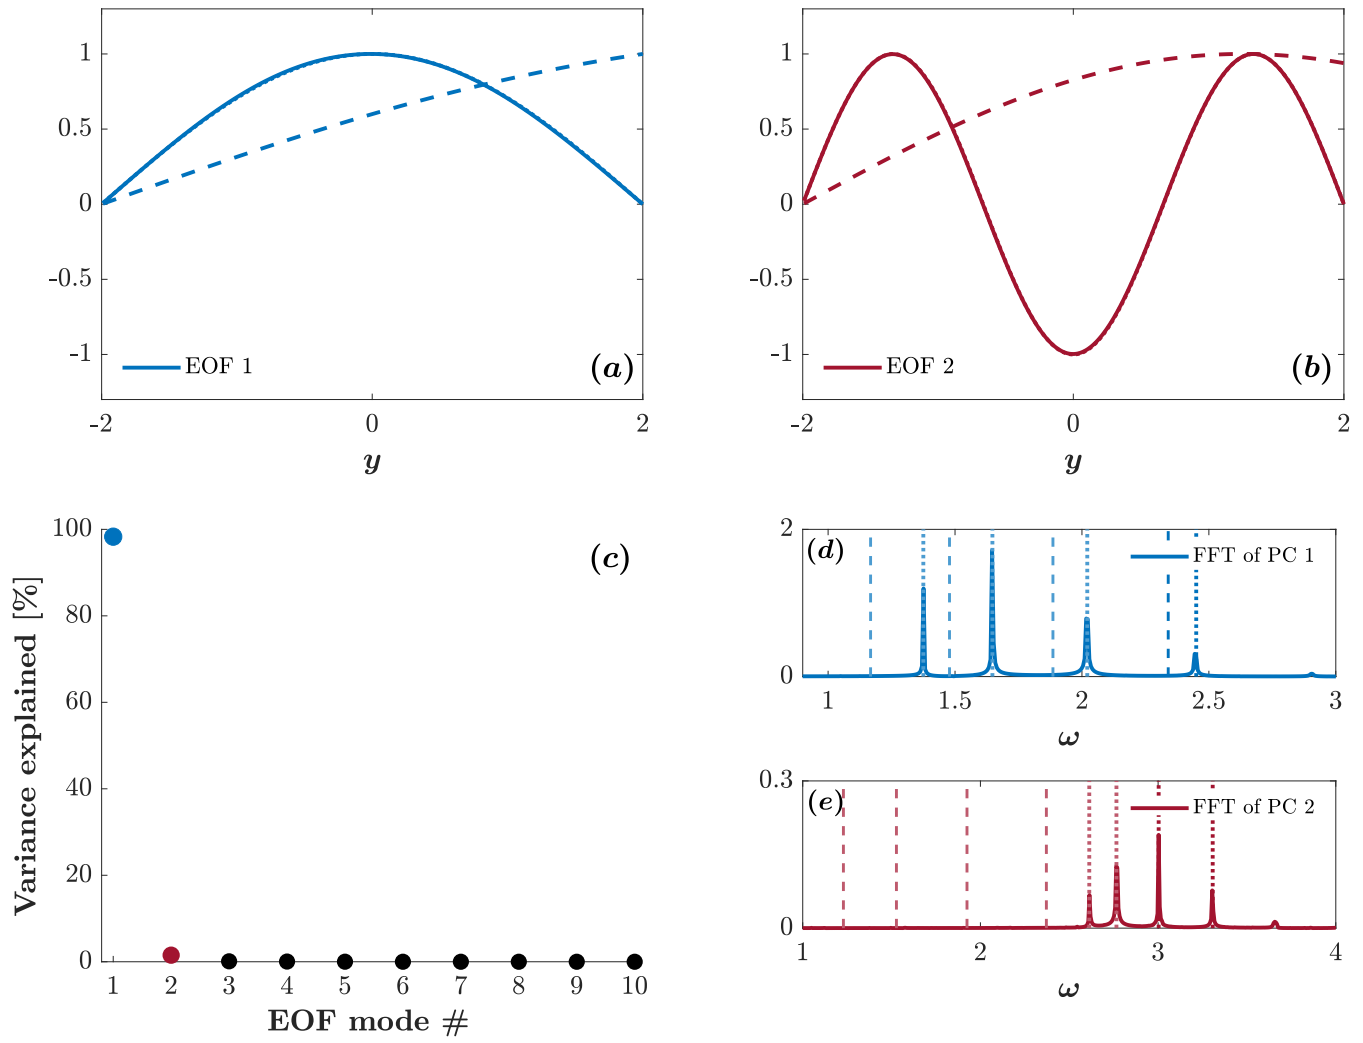 1
0.5
0
-0.5
-1
EOF 1
(a)
-2 0 2
y
1
0.5
0
-0.5
-1
EOF 2
(b)
-2 0 2
y
Variance explained [%]
100
80
60
40
20
0
(c)
1 2 3 4 5 6 7 8 9 10
EOF mode #
2
0
(d)
FFT of PC 1
1 1.5 2 2.5 3
ω
0.3
0
(e)
FFT of PC 2
1 2 3 4
ω